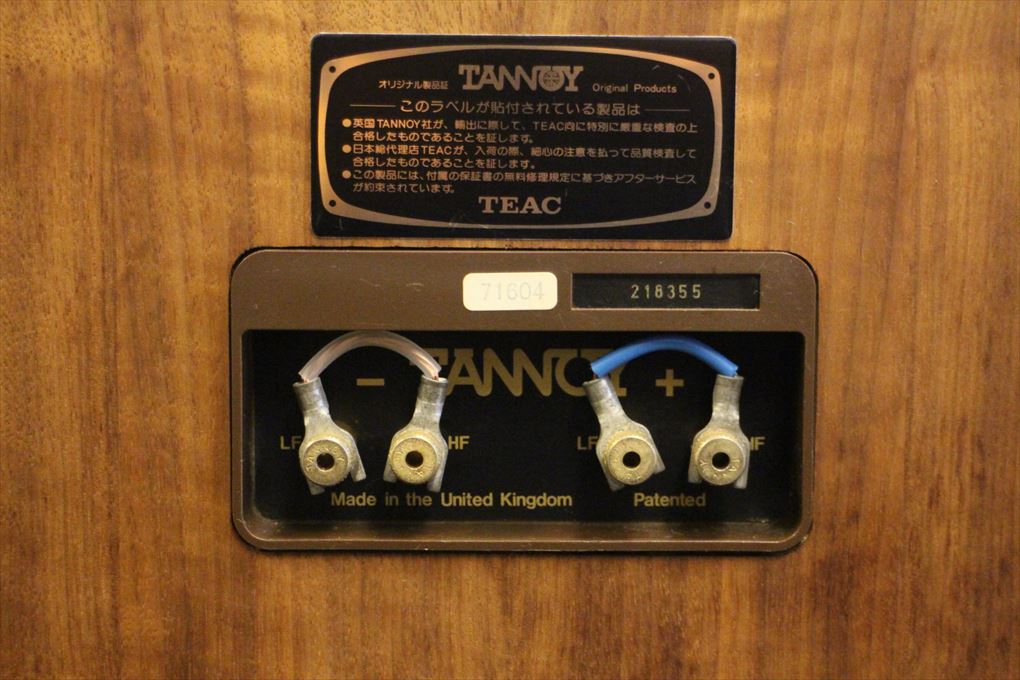 オリジナル製品証 TANNOY Original Products
このラベルが貼付されている製品は
●英国TANNOY社が、輸出に際して、TEAC向に特別に厳重な検査の上
合格したものであることを証します。
●日本総代理店TEACが、入荷の際、細心の注意を払って品質検査して
合格したものであることを証します。
●この製品には、付属の保証書の無料修理規定に基づきアフターサービス
が約束されています。
TEAC
71604 218355
TANNOY
− +
LF HF LF HF
Made in the United Kingdom Patented